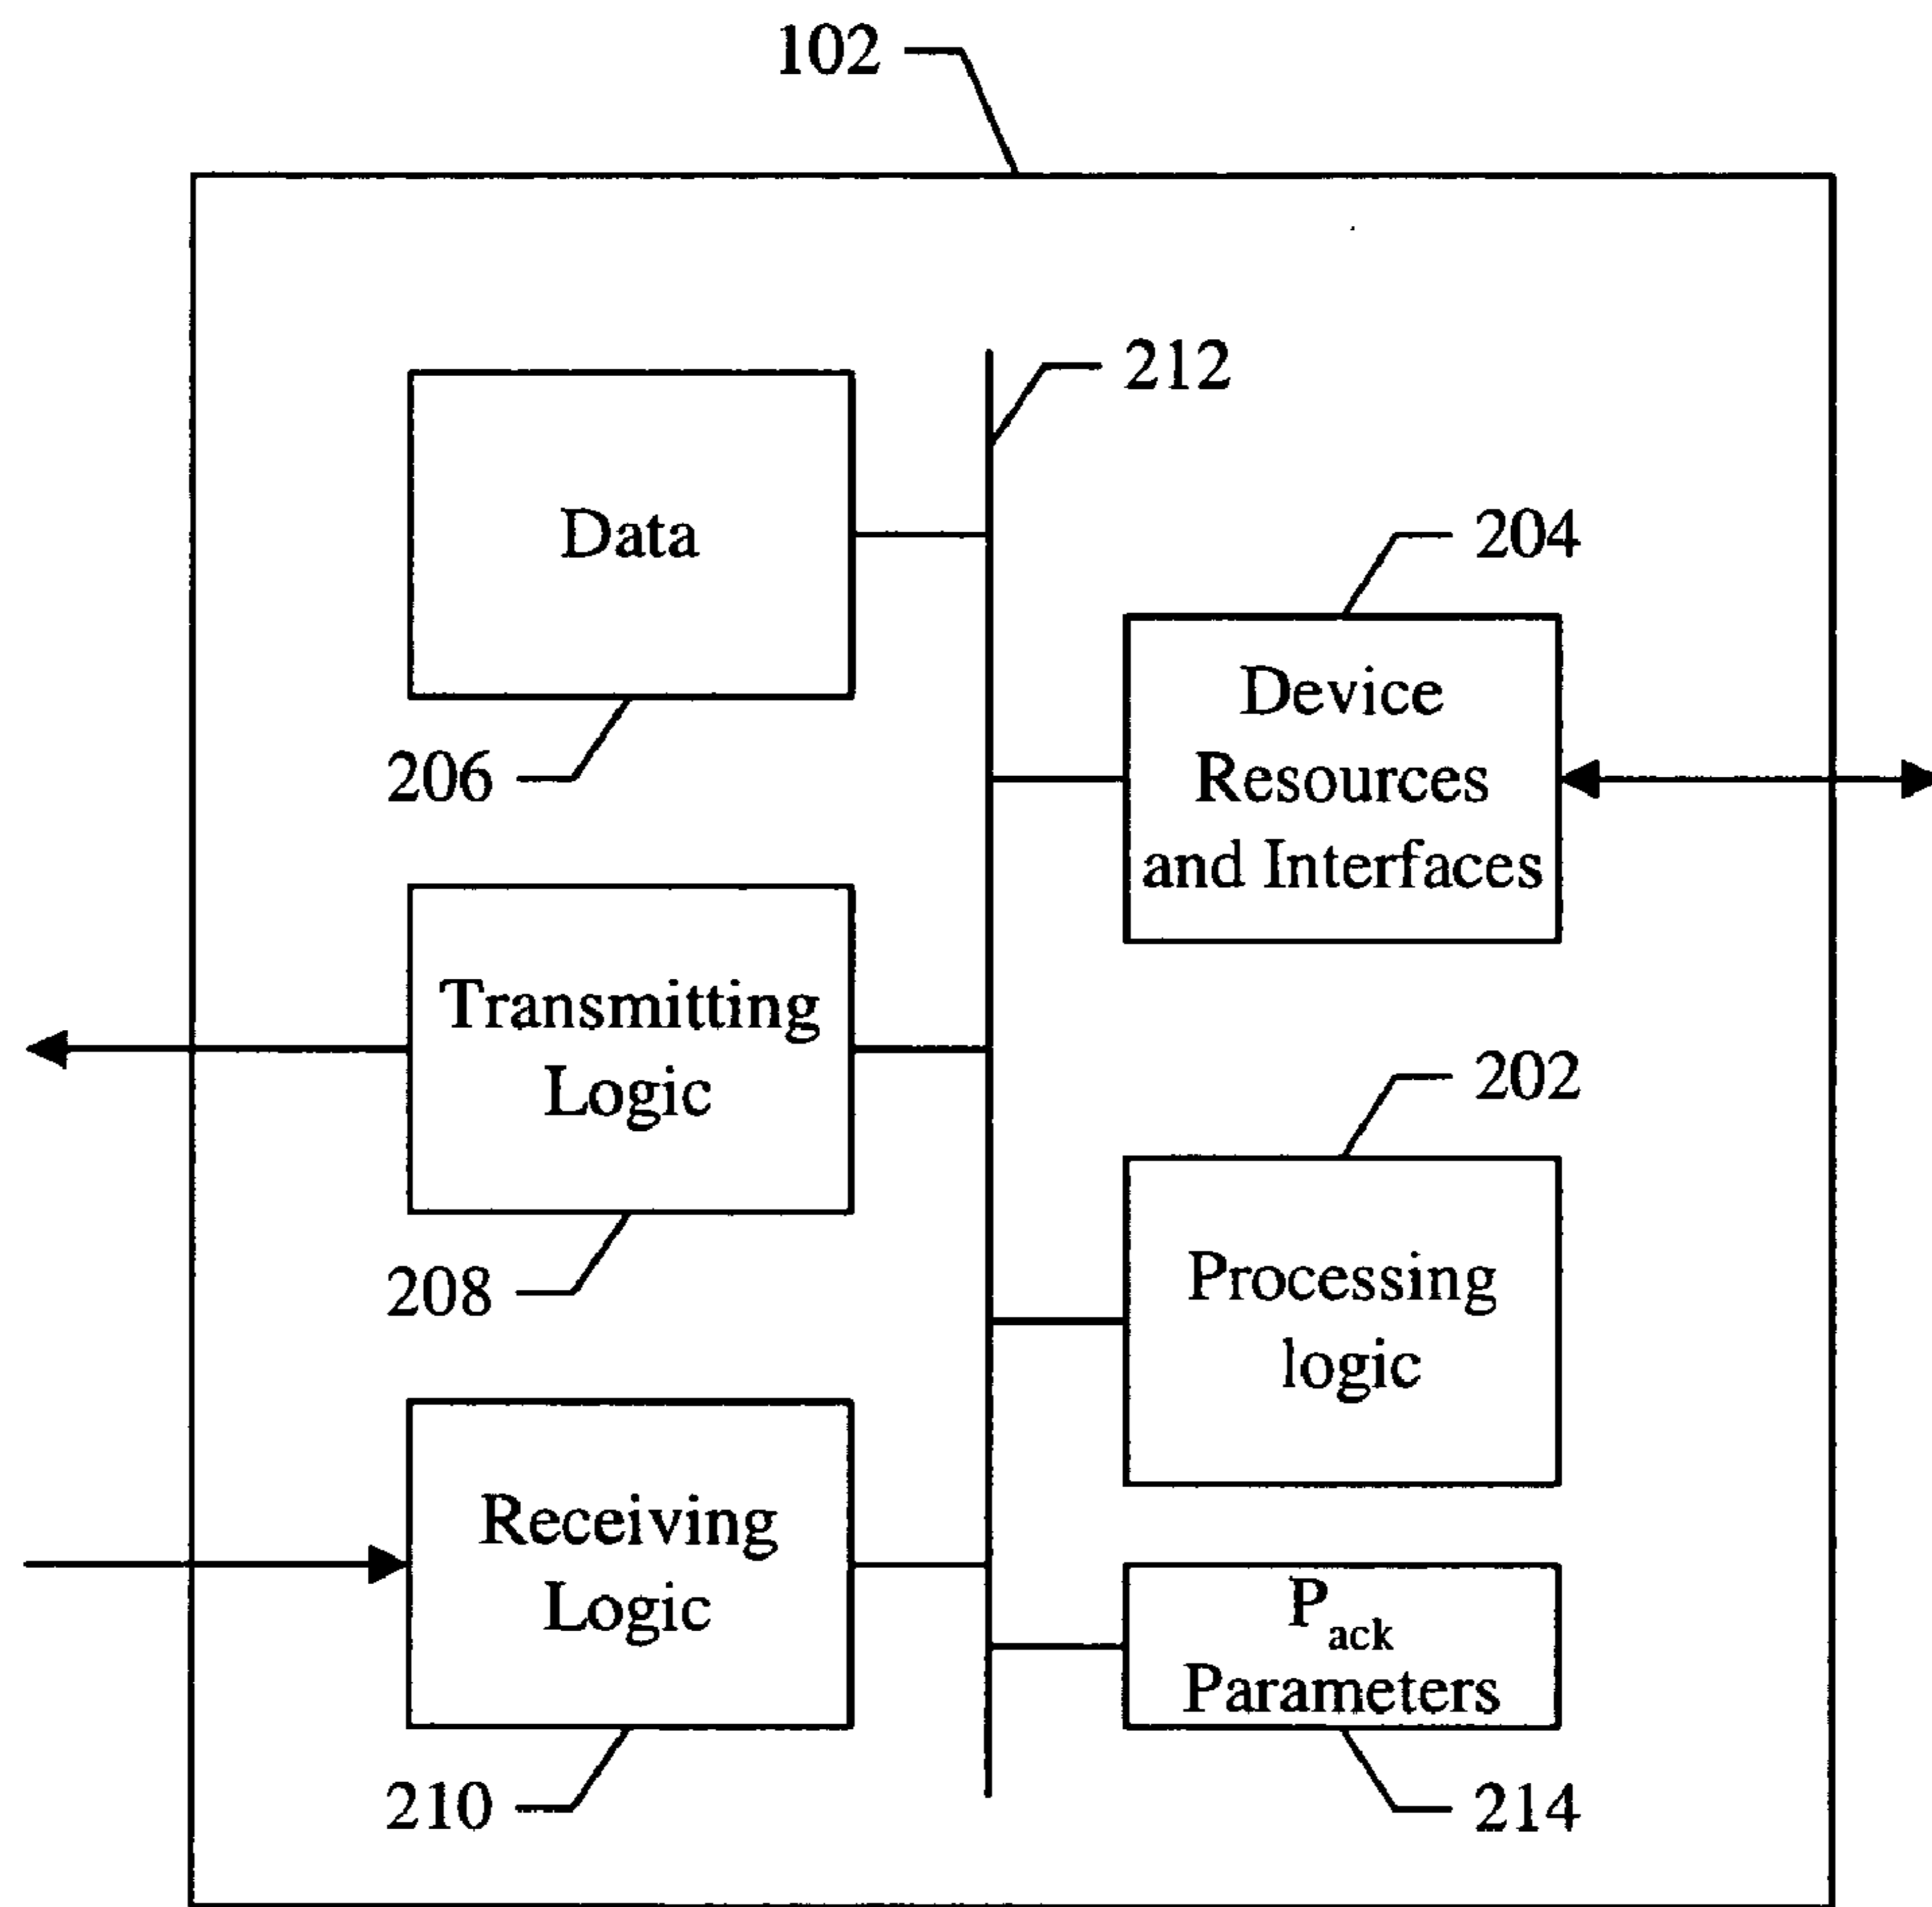 102
212
Data
204
206
Device
Resources
and Interfaces
Transmitting
Logic
202
208
Processing
logic
Receiving
Logic
P_ack
Parameters
210
214